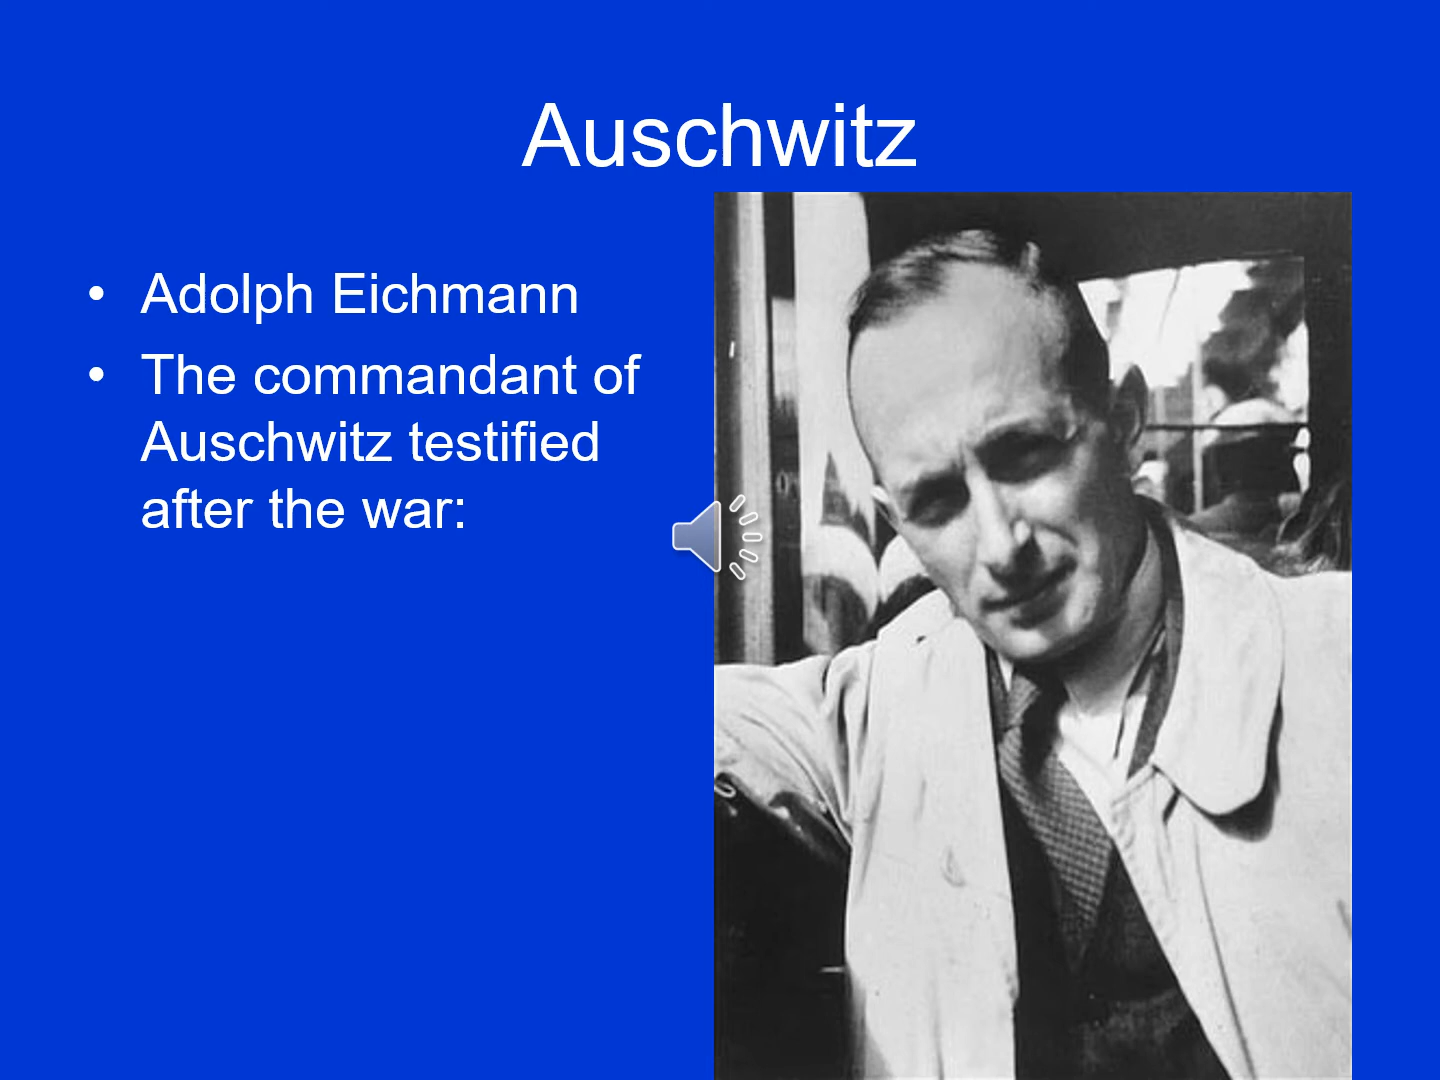 Auschwitz
• Adolph Eichmann
• The commandant of
Auschwitz testified
after the war: